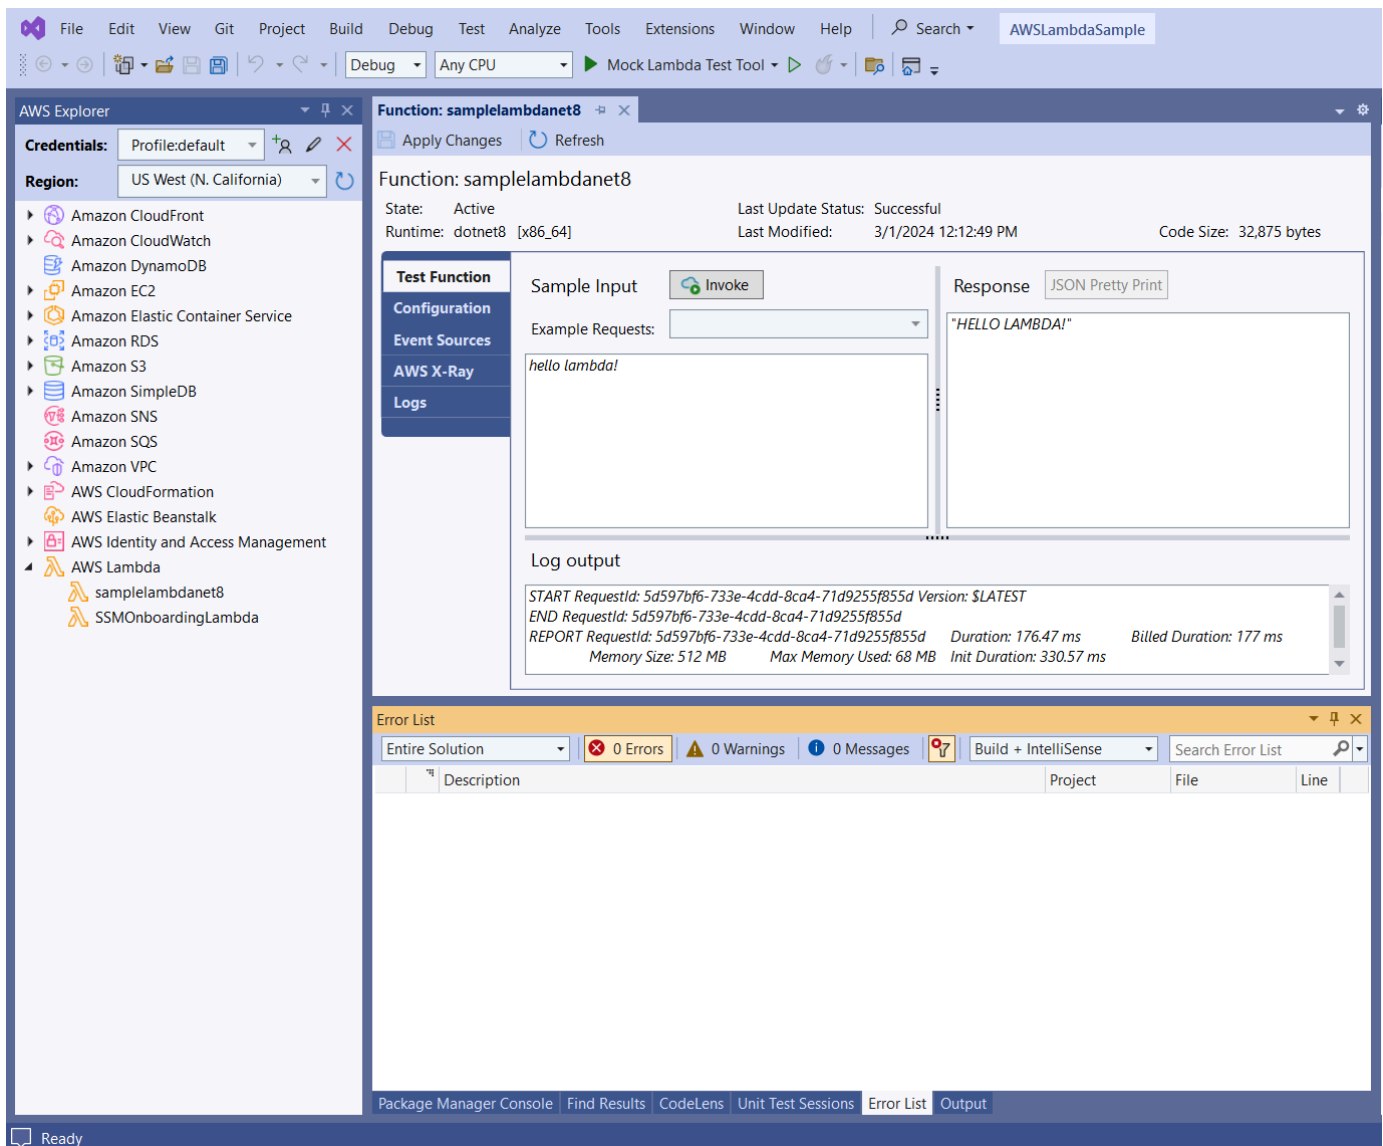 File Edit View Git Project Build Debug Test Analyze Tools Extensions Window Help Search AWSLambdaSample
Debug Any CPU Mock Lambda Test Tool
AWS Explorer
Credentials: Profile:default
Region: US West (N. California)
Amazon CloudFront
Amazon CloudWatch
Amazon DynamoDB
Amazon EC2
Amazon Elastic Container Service
Amazon RDS
Amazon S3
Amazon SimpleDB
Amazon SNS
Amazon SQS
Amazon VPC
AWS CloudFormation
AWS Elastic Beanstalk
AWS Identity and Access Management
AWS Lambda
samplelambdanet8
SSMOnboardingLambda
Function: samplelambdanet8
Apply Changes Refresh
Function: samplelambdanet8
State: Active Last Update Status: Successful
Runtime: dotnet8 [x86_64] Last Modified: 3/1/2024 12:12:49 PM Code Size: 32,875 bytes
Test Function
Configuration
Event Sources
AWS X-Ray
Logs
Sample Input Invoke
Example Requests:
hello lambda!
Response JSON Pretty Print
"HELLO LAMBDA!"
Log output
START RequestId: 5d597bf6-733e-4cdd-8ca4-71d9255f855d Version: $LATEST
END RequestId: 5d597bf6-733e-4cdd-8ca4-71d9255f855d
REPORT RequestId: 5d597bf6-733e-4cdd-8ca4-71d9255f855d Duration: 176.47 ms Billed Duration: 177 ms
Memory Size: 512 MB Max Memory Used: 68 MB Init Duration: 330.57 ms
Error List
Entire Solution 0 Errors 0 Warnings 0 Messages Build + IntelliSense Search Error List
Description Project File Line
Package Manager Console Find Results CodeLens Unit Test Sessions Error List Output
Ready